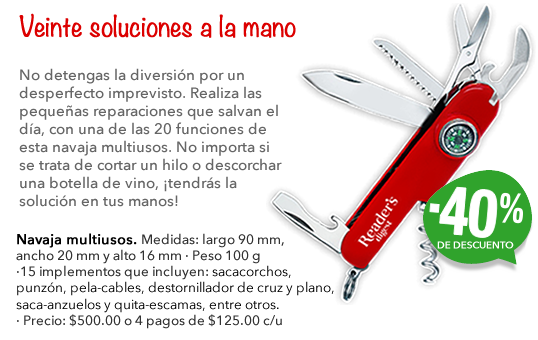 Veinte soluciones a la mano
No detengas la diversión por un
desperfecto imprevisto. Realiza las
pequeñas reparaciones que salvan el
día, con una de las 20 funciones de
esta navaja multiusos. No importa si
se trata de cortar un hilo o descorchar
una botella de vino, ¡tendrás la
solución en tus manos!
Reader's
digest
-40%
DE DESCUENTO
Navaja multiusos. Medidas: largo 90 mm,
ancho 20 mm y alto 16 mm · Peso 100 g
·15 implementos que incluyen: sacacorchos,
punzón, pela-cables, destornillador de cruz y plano,
saca-anzuelos y quita-escamas, entre otros.
· Precio: $500.00 o 4 pagos de $125.00 c/u